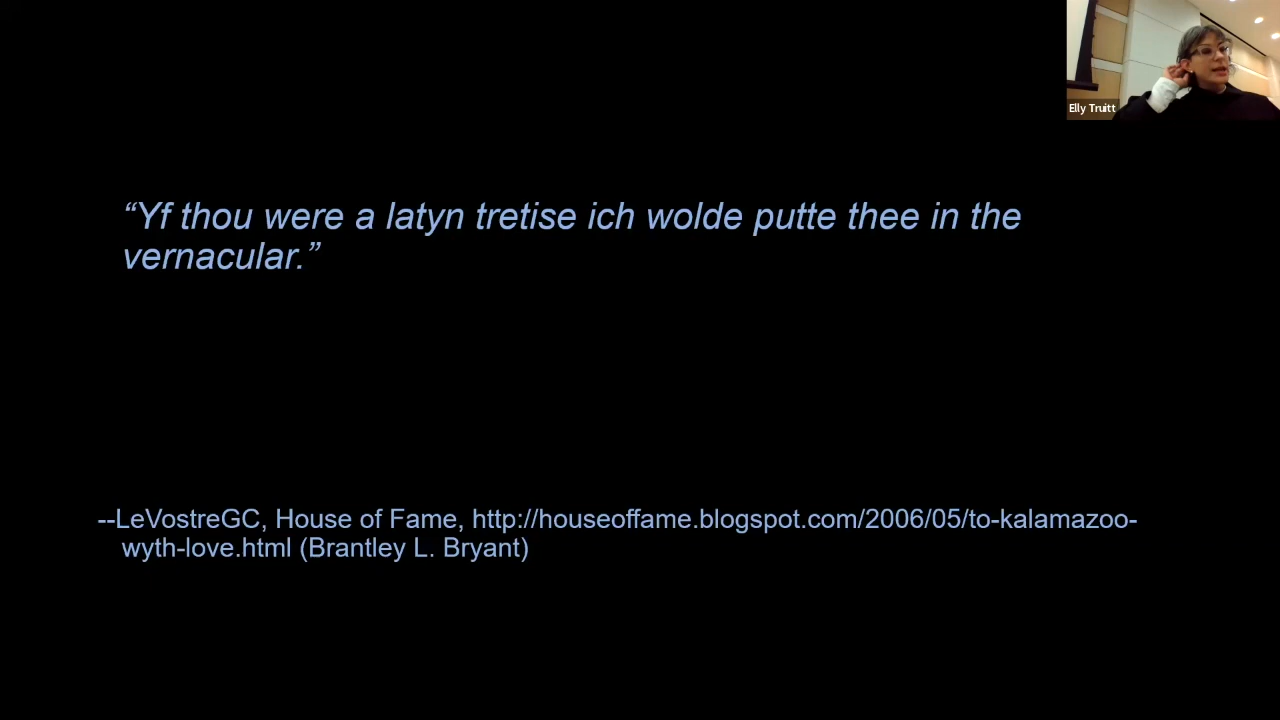 Elly Truitt
“Yf thou were a latyn tretise ich wolde putte thee in the
vernacular.”
--LeVostreGC, House of Fame, http://houseoffame.blogspot.com/2006/05/to-kalamazoo-
wyth-love.html (Brantley L. Bryant)